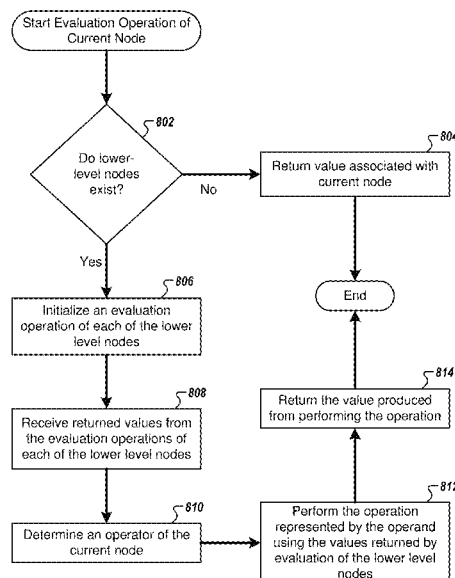 Start Evaluation Operation of
Current Node
802
Do lower-
level nodes
exist?
No
804
Return value associated with
current node
Yes
806
Initialize an evaluation
operation of each of the lower
level nodes
End
808
Receive returned values from
the evaluation operations of
each of the lower level nodes
814
Return the value produced
from performing the operation
810
Determine an operator of the
current node
812
Perform the operation
represented by the operand
using the values returned by
evaluation of the lower level
nodes